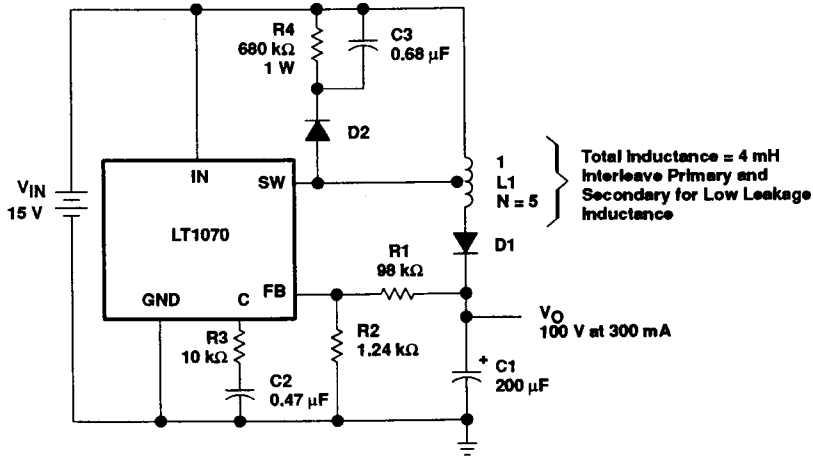 R4
680 kΩ
1 W
C3
0.68 µF
D2
IN
SW
VIN
15 V
LT1070
1
L1
N = 5
Total Inductance = 4 mH
Interleave Primary and
Secondary for Low Leakage
Inductance
D1
R1
98 kΩ
GND
C
FB
VO
100 V at 300 mA
R3
10 kΩ
R2
1.24 kΩ
C2
0.47 µF
+
C1
200 µF